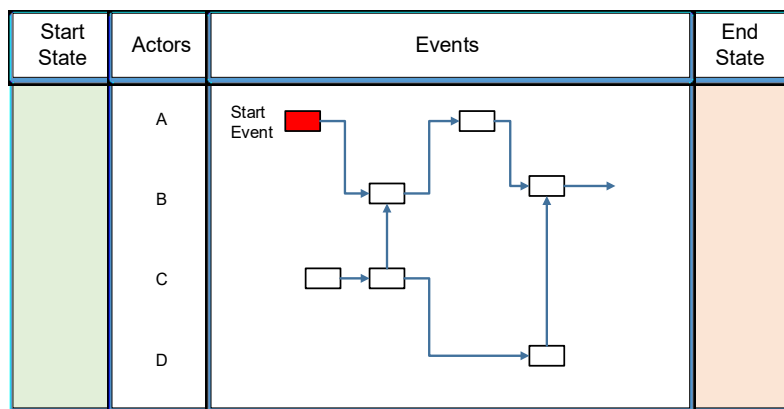 Start
State
Actors
Events
End
State
A
Start
Event
B
C
D